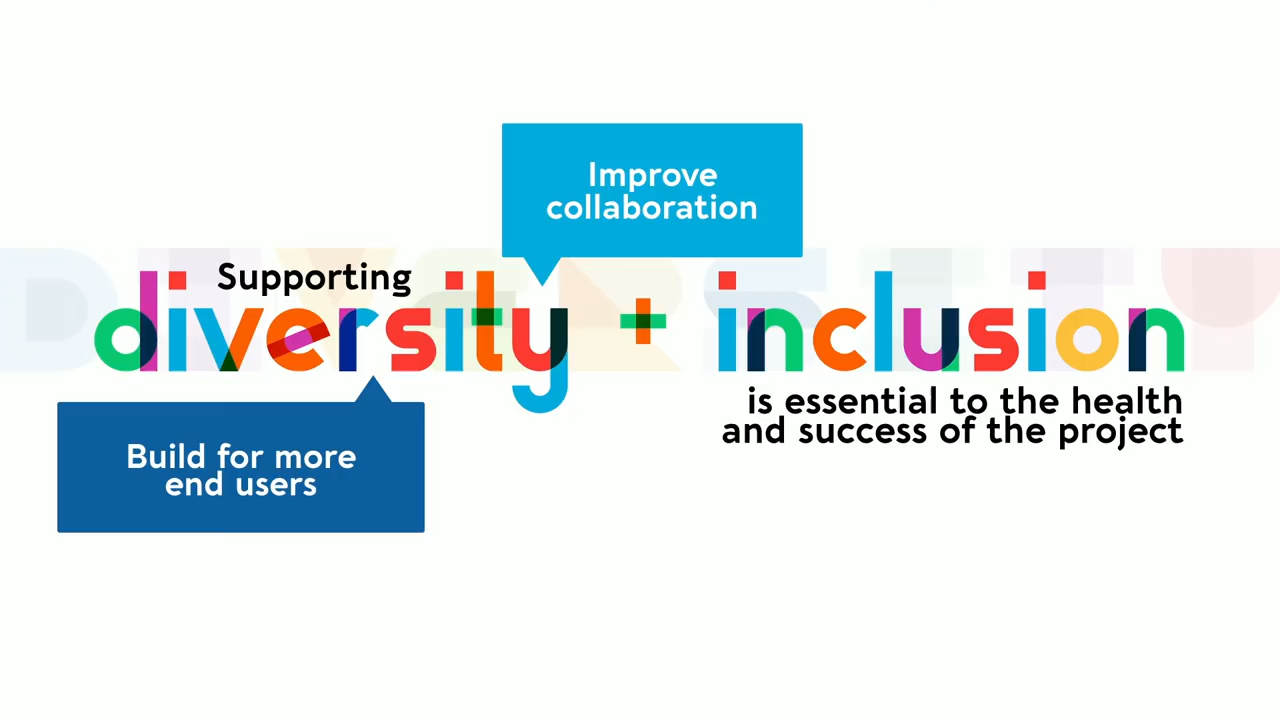 Improve
collaboration
Supporting
diversity + inclusion
is essential to the health
and success of the project
Build for more
end users
DIVERSITY